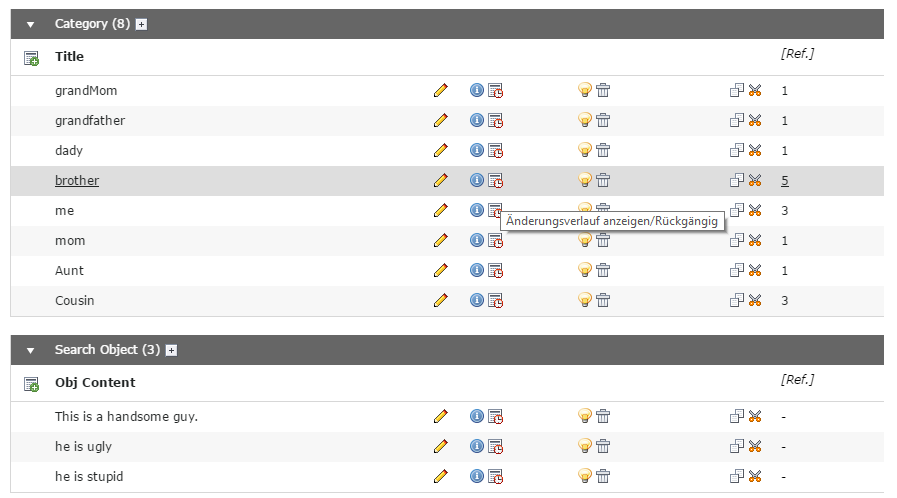 Category (8)
Title [Ref.]
grandMom 1
grandfather 1
dady 1
brother 5
me 3
Änderungsverlauf anzeigen/Rückgängig
mom 1
Aunt 1
Cousin 3
Search Object (3)
Obj Content [Ref.]
This is a handsome guy. -
he is ugly -
he is stupid -